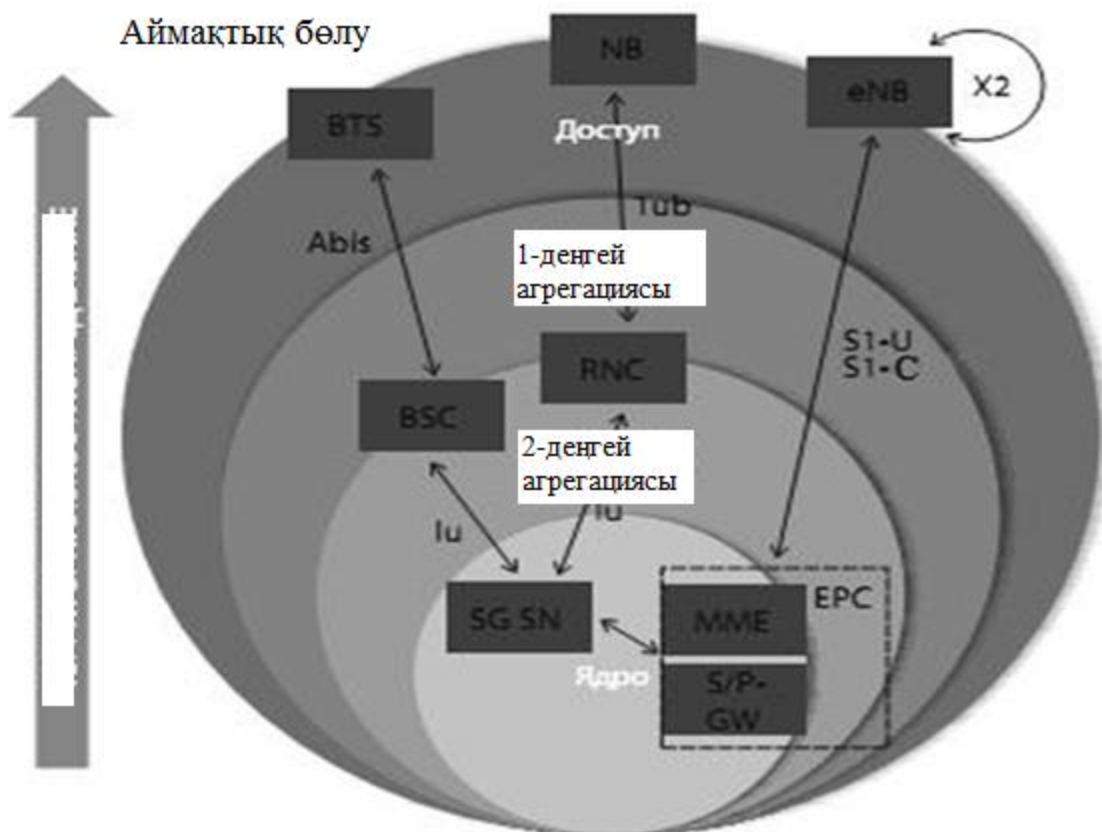 Аймақтық бөлу
NB
eNB
X2
BTS
Доступ
Iub
Abis
1-деңгей
агрегациясы
S1-U
S1-C
RNC
BSC
2-деңгей
агрегациясы
Iu
Iu
EPC
SG SN
MME
Ядро
S/P-
GW